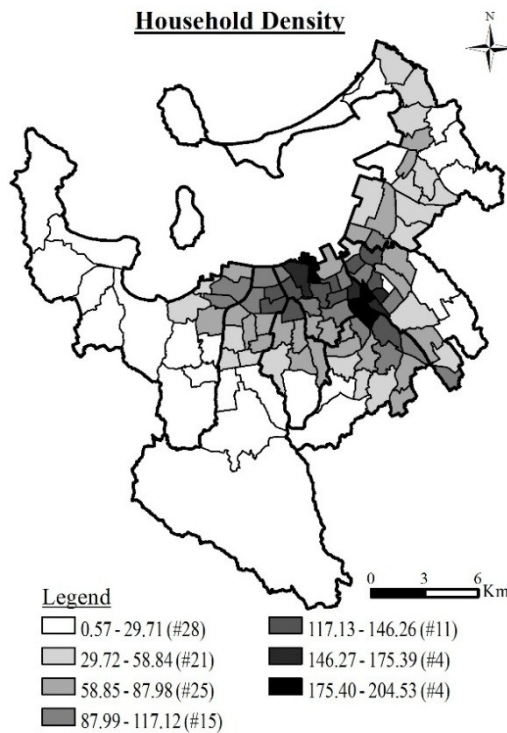 Household Density
N
0 3 6
Km
Legend
0.57 - 29.71 (#28)
29.72 - 58.84 (#21)
58.85 - 87.98 (#25)
87.99 - 117.12 (#15)
117.13 - 146.26 (#11)
146.27 - 175.39 (#4)
175.40 - 204.53 (#4)